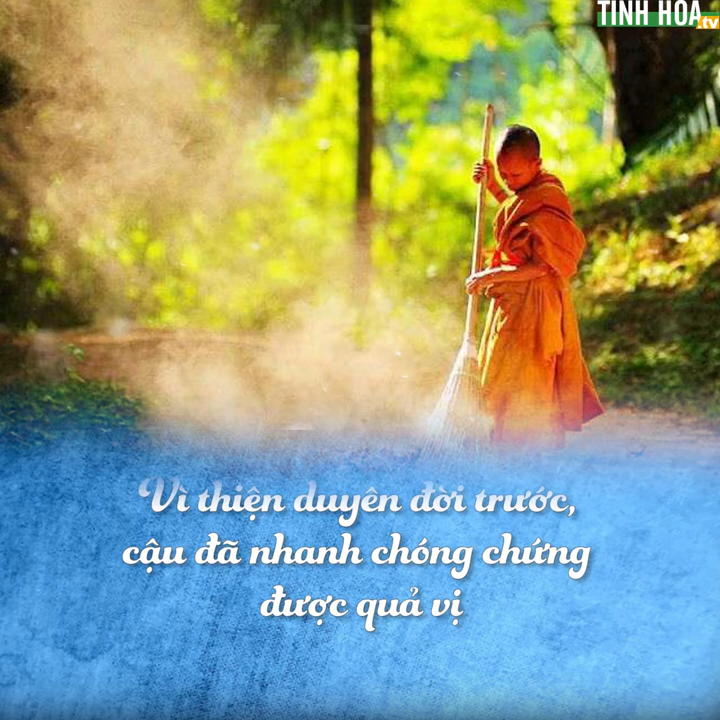 TINH HOA
.tv
Vì thiện duyên đời trước,
cậu đã nhanh chóng chứng
được quả vị